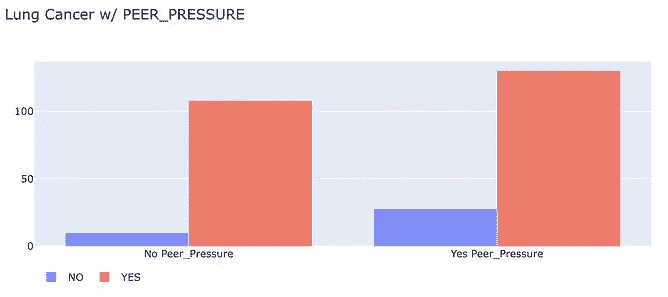 Lung Cancer w/ PEER_PRESSURE
100
50
0
No Peer_Pressure Yes Peer_Pressure
NO YES